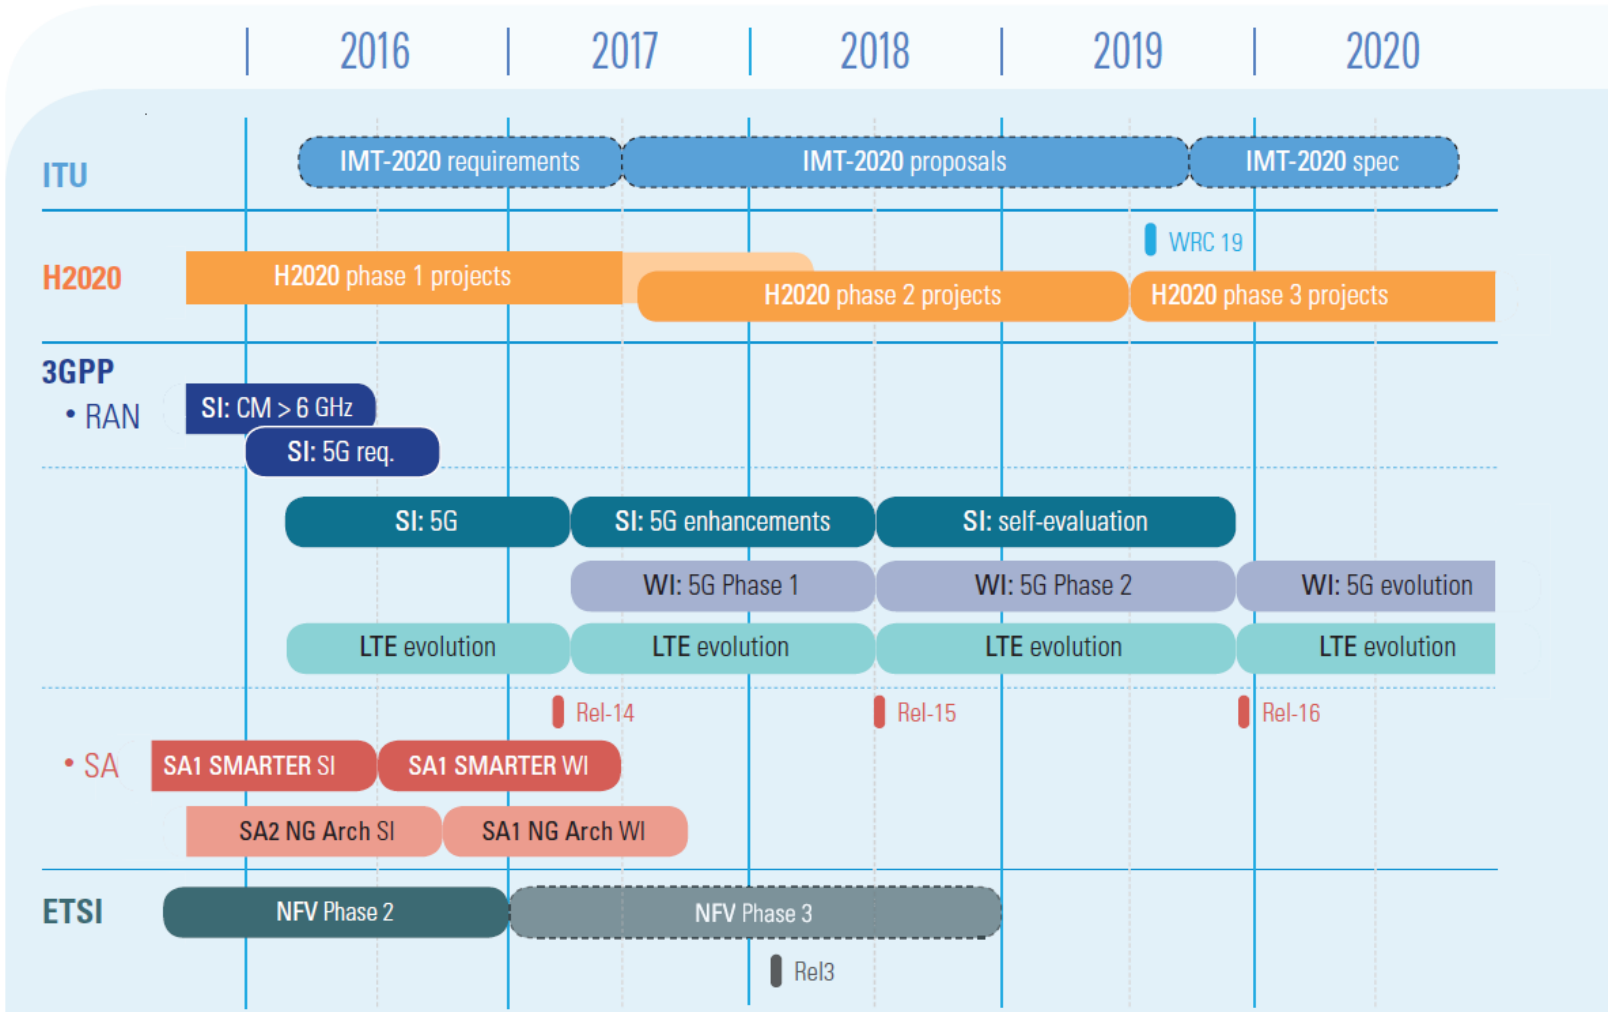 2016 2017 2018 2019 2020
ITU
IMT-2020 requirements
IMT-2020 proposals
IMT-2020 spec
WRC 19
H2020
H2020 phase 1 projects
H2020 phase 2 projects
H2020 phase 3 projects
3GPP
• RAN
SI: CM > 6 GHz
SI: 5G req.
SI: 5G
SI: 5G enhancements
SI: self-evaluation
WI: 5G Phase 1
WI: 5G Phase 2
WI: 5G evolution
LTE evolution
LTE evolution
LTE evolution
LTE evolution
Rel-14
Rel-15
Rel-16
• SA
SA1 SMARTER SI
SA1 SMARTER WI
SA2 NG Arch SI
SA1 NG Arch WI
ETSI
NFV Phase 2
NFV Phase 3
Rel3